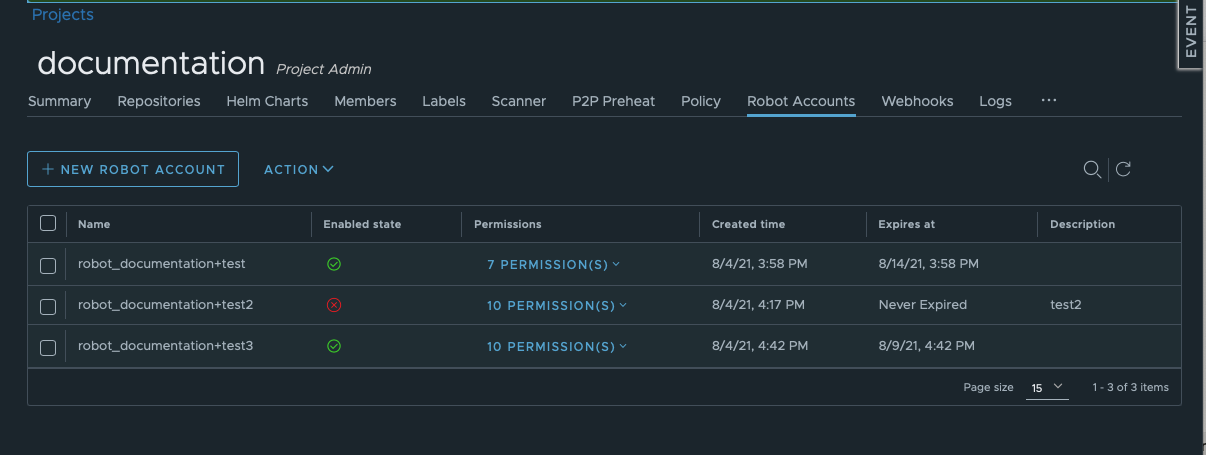 Projects
EVENT
documentation Project Admin
Summary Repositories Helm Charts Members Labels Scanner P2P Preheat Policy Robot Accounts Webhooks Logs ...
+ NEW ROBOT ACCOUNT ACTION
Name Enabled state Permissions Created time Expires at Description
robot_documentation+test 7 PERMISSION(S) 8/4/21, 3:58 PM 8/14/21, 3:58 PM
robot_documentation+test2 10 PERMISSION(S) 8/4/21, 4:17 PM Never Expired test2
robot_documentation+test3 10 PERMISSION(S) 8/4/21, 4:42 PM 8/9/21, 4:42 PM
Page size 15 1 - 3 of 3 items